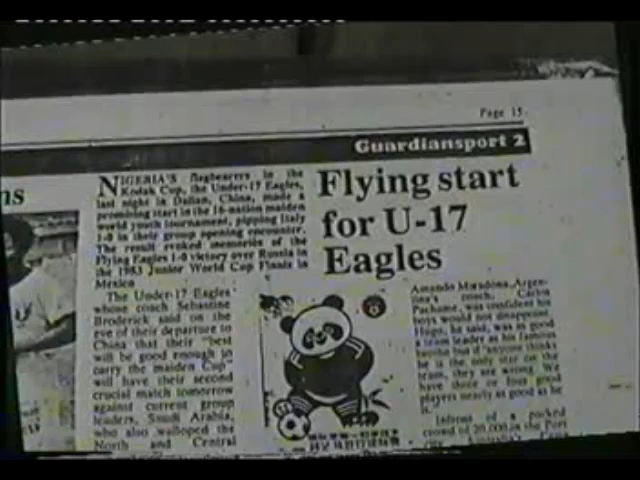 Page 15
Guardiansport 2
ns
Flying start
for U-17
Eagles
NIGERIA'S flagbearers in the
Kodak Cup, the Under-17 Eagles,
last night in Dalian, China, made a
promising start in the 16-nation maiden
world youth tournament, pipping Italy
1-0 in their group opening encounter.
The result evoked memories of the
Flying Eagles 1-0 victory over Russia in
the 1983 Junior World Cup Finals in
Mexico
The Under-17 Eagles
whose coach Sebastine
Broderick said on the
eve of their departure to
China that their "best
will be good enough to
carry the maiden Cup"
will have their second
crucial match tomorrow
against current group
leaders, Saudi Arabia,
who also walloped the
North and Central
Amando Maradona, Argen-
tina's coach, Carlos
Pachame, was confident his
boys would not disappoint.
Hugo, he said, was as good
a team leader as his famous
brother but if "anyone thinks
he is the only star on the
team, they are wrong. We
have three or four good
players nearly as good as he
is."
Inform of a packed
crowd of 20,000 in the Port
city